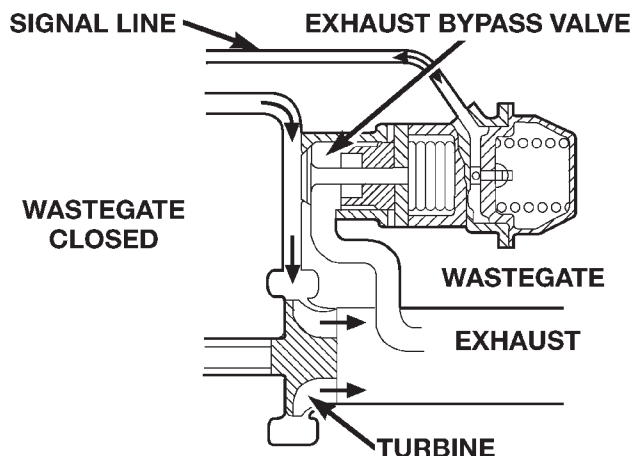 SIGNAL LINE
EXHAUST BYPASS VALVE
WASTEGATE
CLOSED
WASTEGATE
EXHAUST
TURBINE